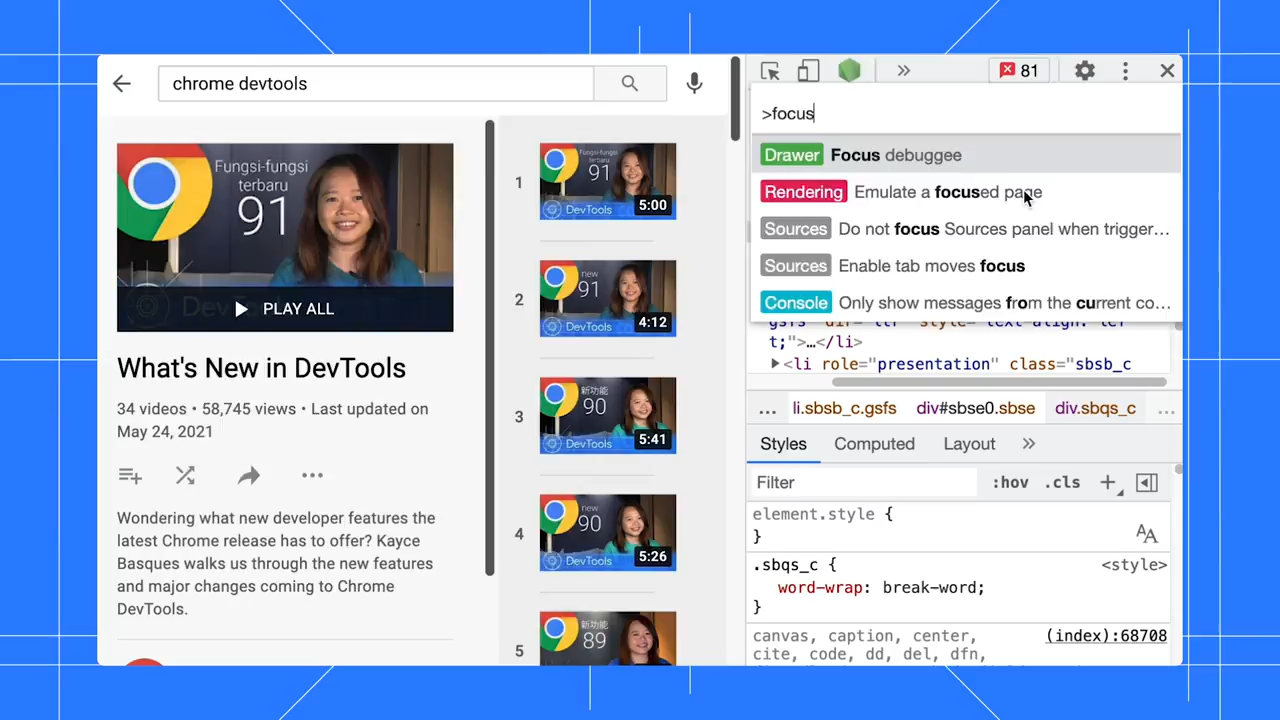 chrome devtools
Fungsi-fungsi
terbaru
91
PLAY ALL
What's New in DevTools
34 videos • 58,745 views • Last updated on
May 24, 2021
Wondering what new developer features the
latest Chrome release has to offer? Kayce
Basques walks us through the new features
and major changes coming to Chrome
DevTools.
1
91
DevTools
5:00
2
new
91
DevTools
4:12
3
新功能
90
DevTools
5:41
4
new
90
DevTools
5:26
5
新功能
89
81
>focus
Drawer Focus debuggee
Rendering Emulate a focused page
Sources Do not focus Sources panel when trigger...
Sources Enable tab moves focus
Console Only show messages from the current co...
t;">…</li>
<li role="presentation" class="sbsb_c
... li.sbsb_c.gsfs div#sbse0.sbse div.sbqs_c ...
Styles Computed Layout
Filter :hov .cls
element.style {
}
.sbqs_c { <style>
word-wrap: break-word;
}
canvas, caption, center, (index):68708
cite, code, dd, del, dfn,